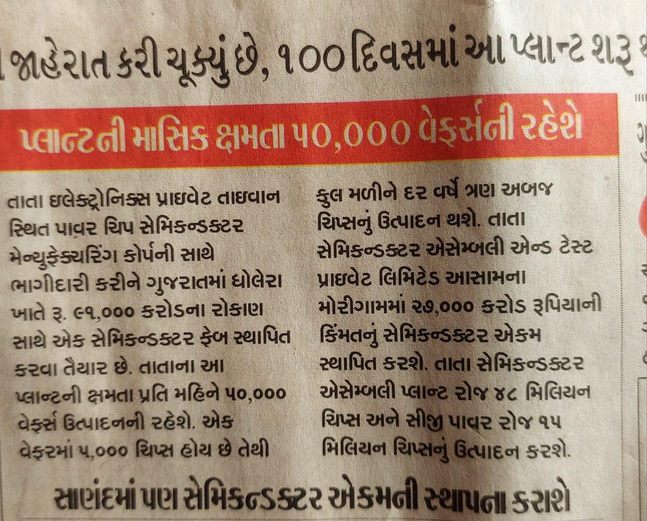 જાહેરાત કરી ચૂક્યું છે, ૧૦૦ દિવસમાં આ પ્લાન્ટ શરૂ
પ્લાન્ટની માસિક ક્ષમતા ૫૦,૦૦૦ વેફર્સની રહેશે
તાતા ઇલેક્ટ્રોનિક્સ પ્રાઇવેટ તાઇવાન
સ્થિત પાવર ચિપ સેમિકન્ડક્ટર
મેન્યુફેક્ચરિંગ કોર્પની સાથે
ભાગીદારી કરીને ગુજરાતમાં ધોલેરા
ખાતે રૂ. ૯૧,૦૦૦ કરોડના રોકાણ
સાથે એક સેમિકન્ડક્ટર ફેબ સ્થાપિત
કરવા તૈયાર છે. તાતાના આ
પ્લાન્ટની ક્ષમતા પ્રતિ મહિને ૫૦,૦૦૦
વેફર્સ ઉત્પાદનની રહેશે. એક
વેફરમાં ૫,૦૦૦ ચિપ્સ હોય છે તેથી
કુલ મળીને દર વર્ષે ત્રણ અબજ
ચિપ્સનું ઉત્પાદન થશે. તાતા
સેમિકન્ડક્ટર એસેમ્બલી એન્ડ ટેસ્ટ
પ્રાઇવેટ લિમિટેડ આસામના
મોરીગામમાં ૨૭,૦૦૦ કરોડ રૂપિયાની
કિંમતનું સેમિકન્ડક્ટર એકમ
સ્થાપિત કરશે. તાતા સેમિકન્ડક્ટર
એસેમ્બલી પ્લાન્ટ રોજ ૪૮ મિલિયન
ચિપ્સ અને સીજી પાવર રોજ ૧૫
મિલિયન ચિપ્સનું ઉત્પાદન કરશે.
સાણંદમાં પણ સેમિકન્ડક્ટર એકમની સ્થાપના કરાશે